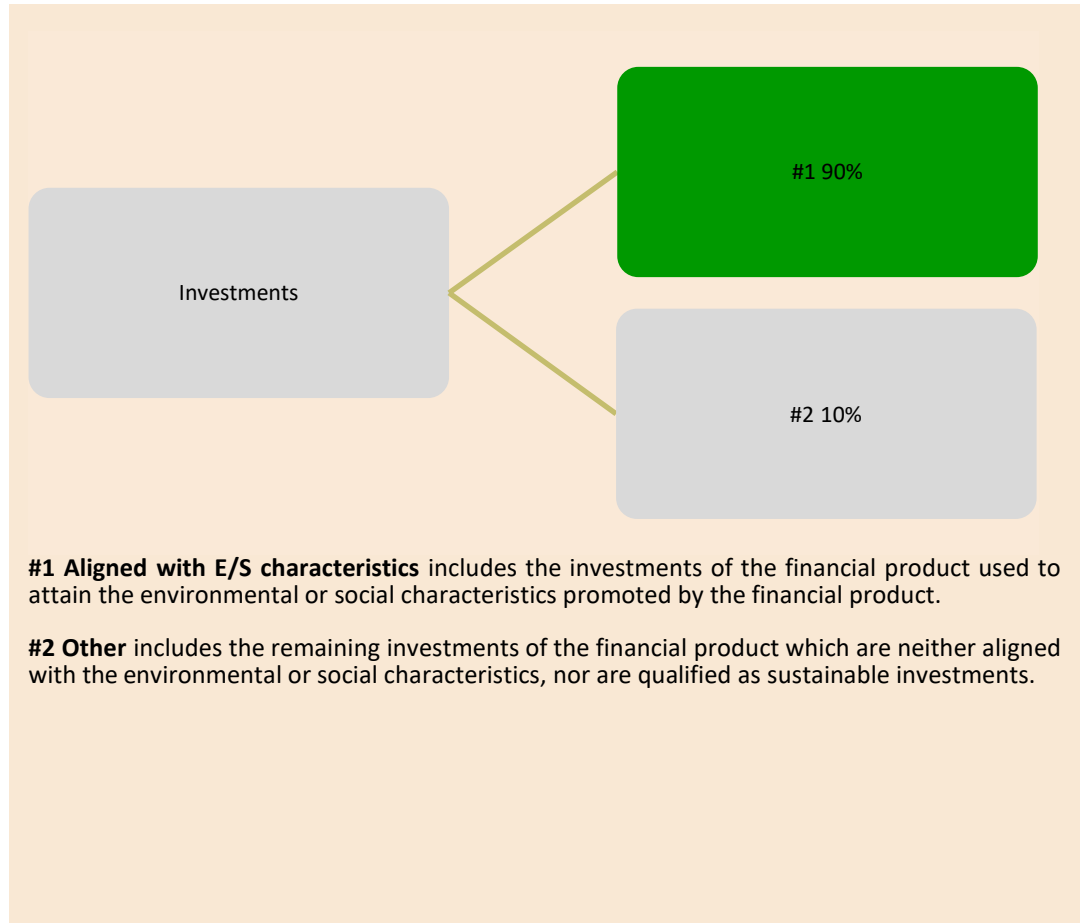 #1 90%
Investments
#2 10%
#1 Aligned with E/S characteristics includes the investments of the financial product used to
attain the environmental or social characteristics promoted by the financial product.
#2 Other includes the remaining investments of the financial product which are neither aligned
with the environmental or social characteristics, nor are qualified as sustainable investments.